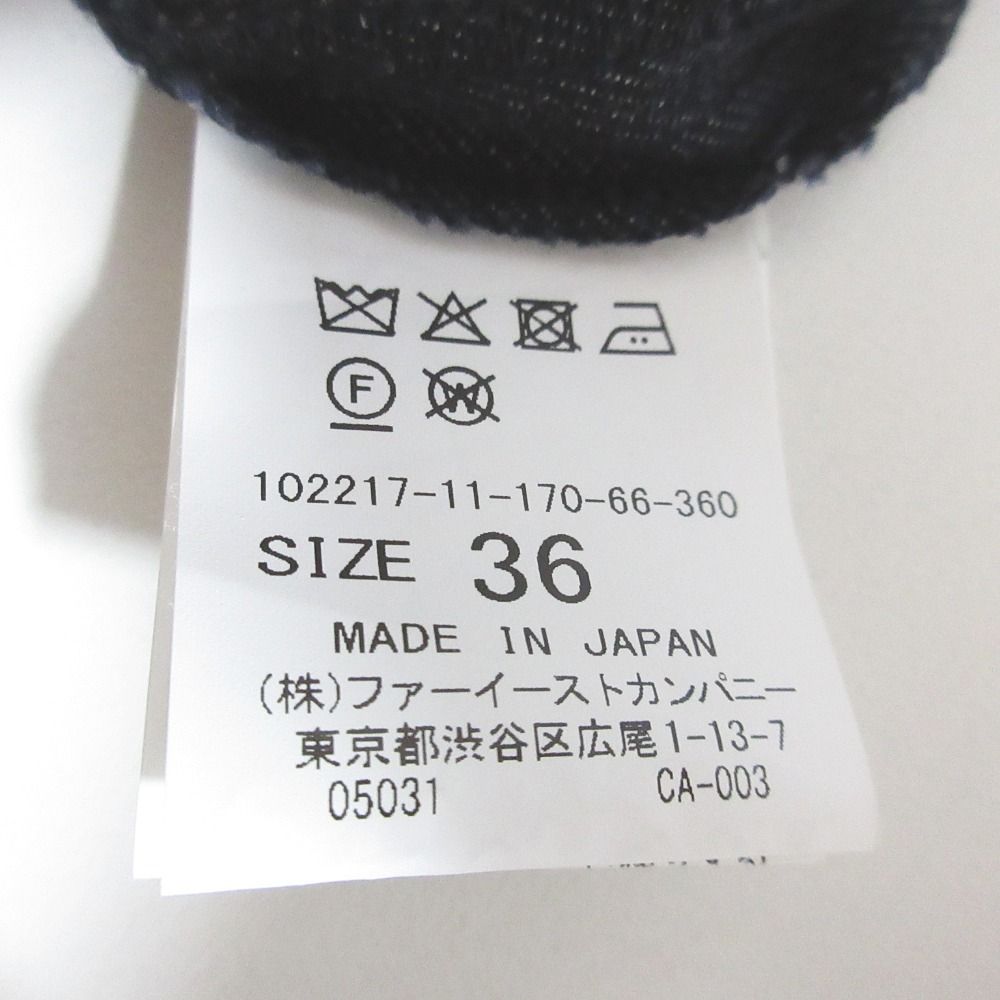 F W
102217-11-170-66-360
SIZE 36
MADE IN JAPAN
(株)ファーイーストカンパニー
東京都渋谷区広尾1-13-7
05031 CA-003